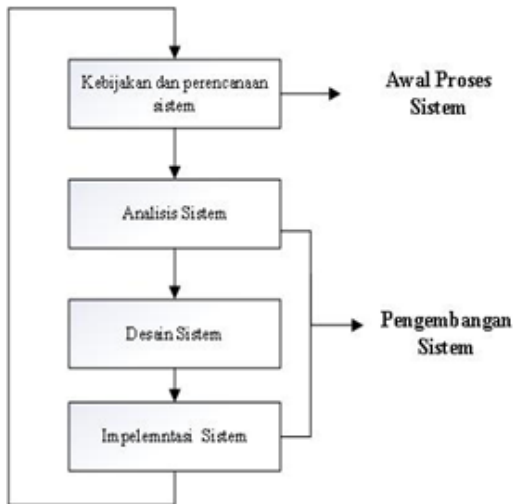 Kebijakan dan perencanaan
sistem
Awal Proses
Sistem
Analisis Sistem
Desain Sistem
Pengembangan
Sistem
Impelemntasi Sistem